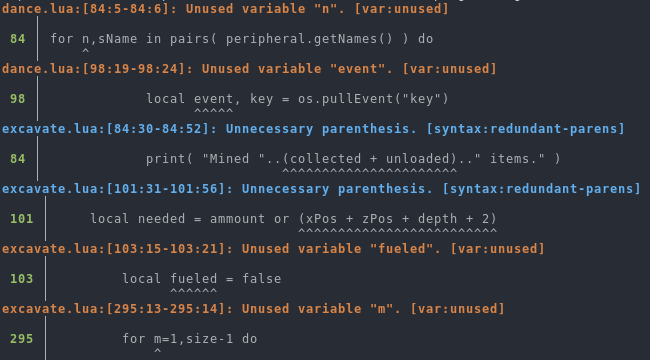 dance.lua:[84:5-84:6]: Unused variable "n". [var:unused]
84 │ for n,sName in pairs( peripheral.getNames() ) do
^
dance.lua:[98:19-98:24]: Unused variable "event". [var:unused]
98 │ local event, key = os.pullEvent("key")
^^^^^
excavate.lua:[84:30-84:52]: Unnecessary parenthesis. [syntax:redundant-parens]
84 │ print( "Mined "..(collected + unloaded).." items." )
^^^^^^^^^^^^^^^^^^^^^^
excavate.lua:[101:31-101:56]: Unnecessary parenthesis. [syntax:redundant-parens]
101 │ local needed = ammount or (xPos + zPos + depth + 2)
^^^^^^^^^^^^^^^^^^^^^^^^^
excavate.lua:[103:15-103:21]: Unused variable "fueled". [var:unused]
103 │ local fueled = false
^^^^^^
excavate.lua:[295:13-295:14]: Unused variable "m". [var:unused]
295 │ for m=1,size-1 do
^